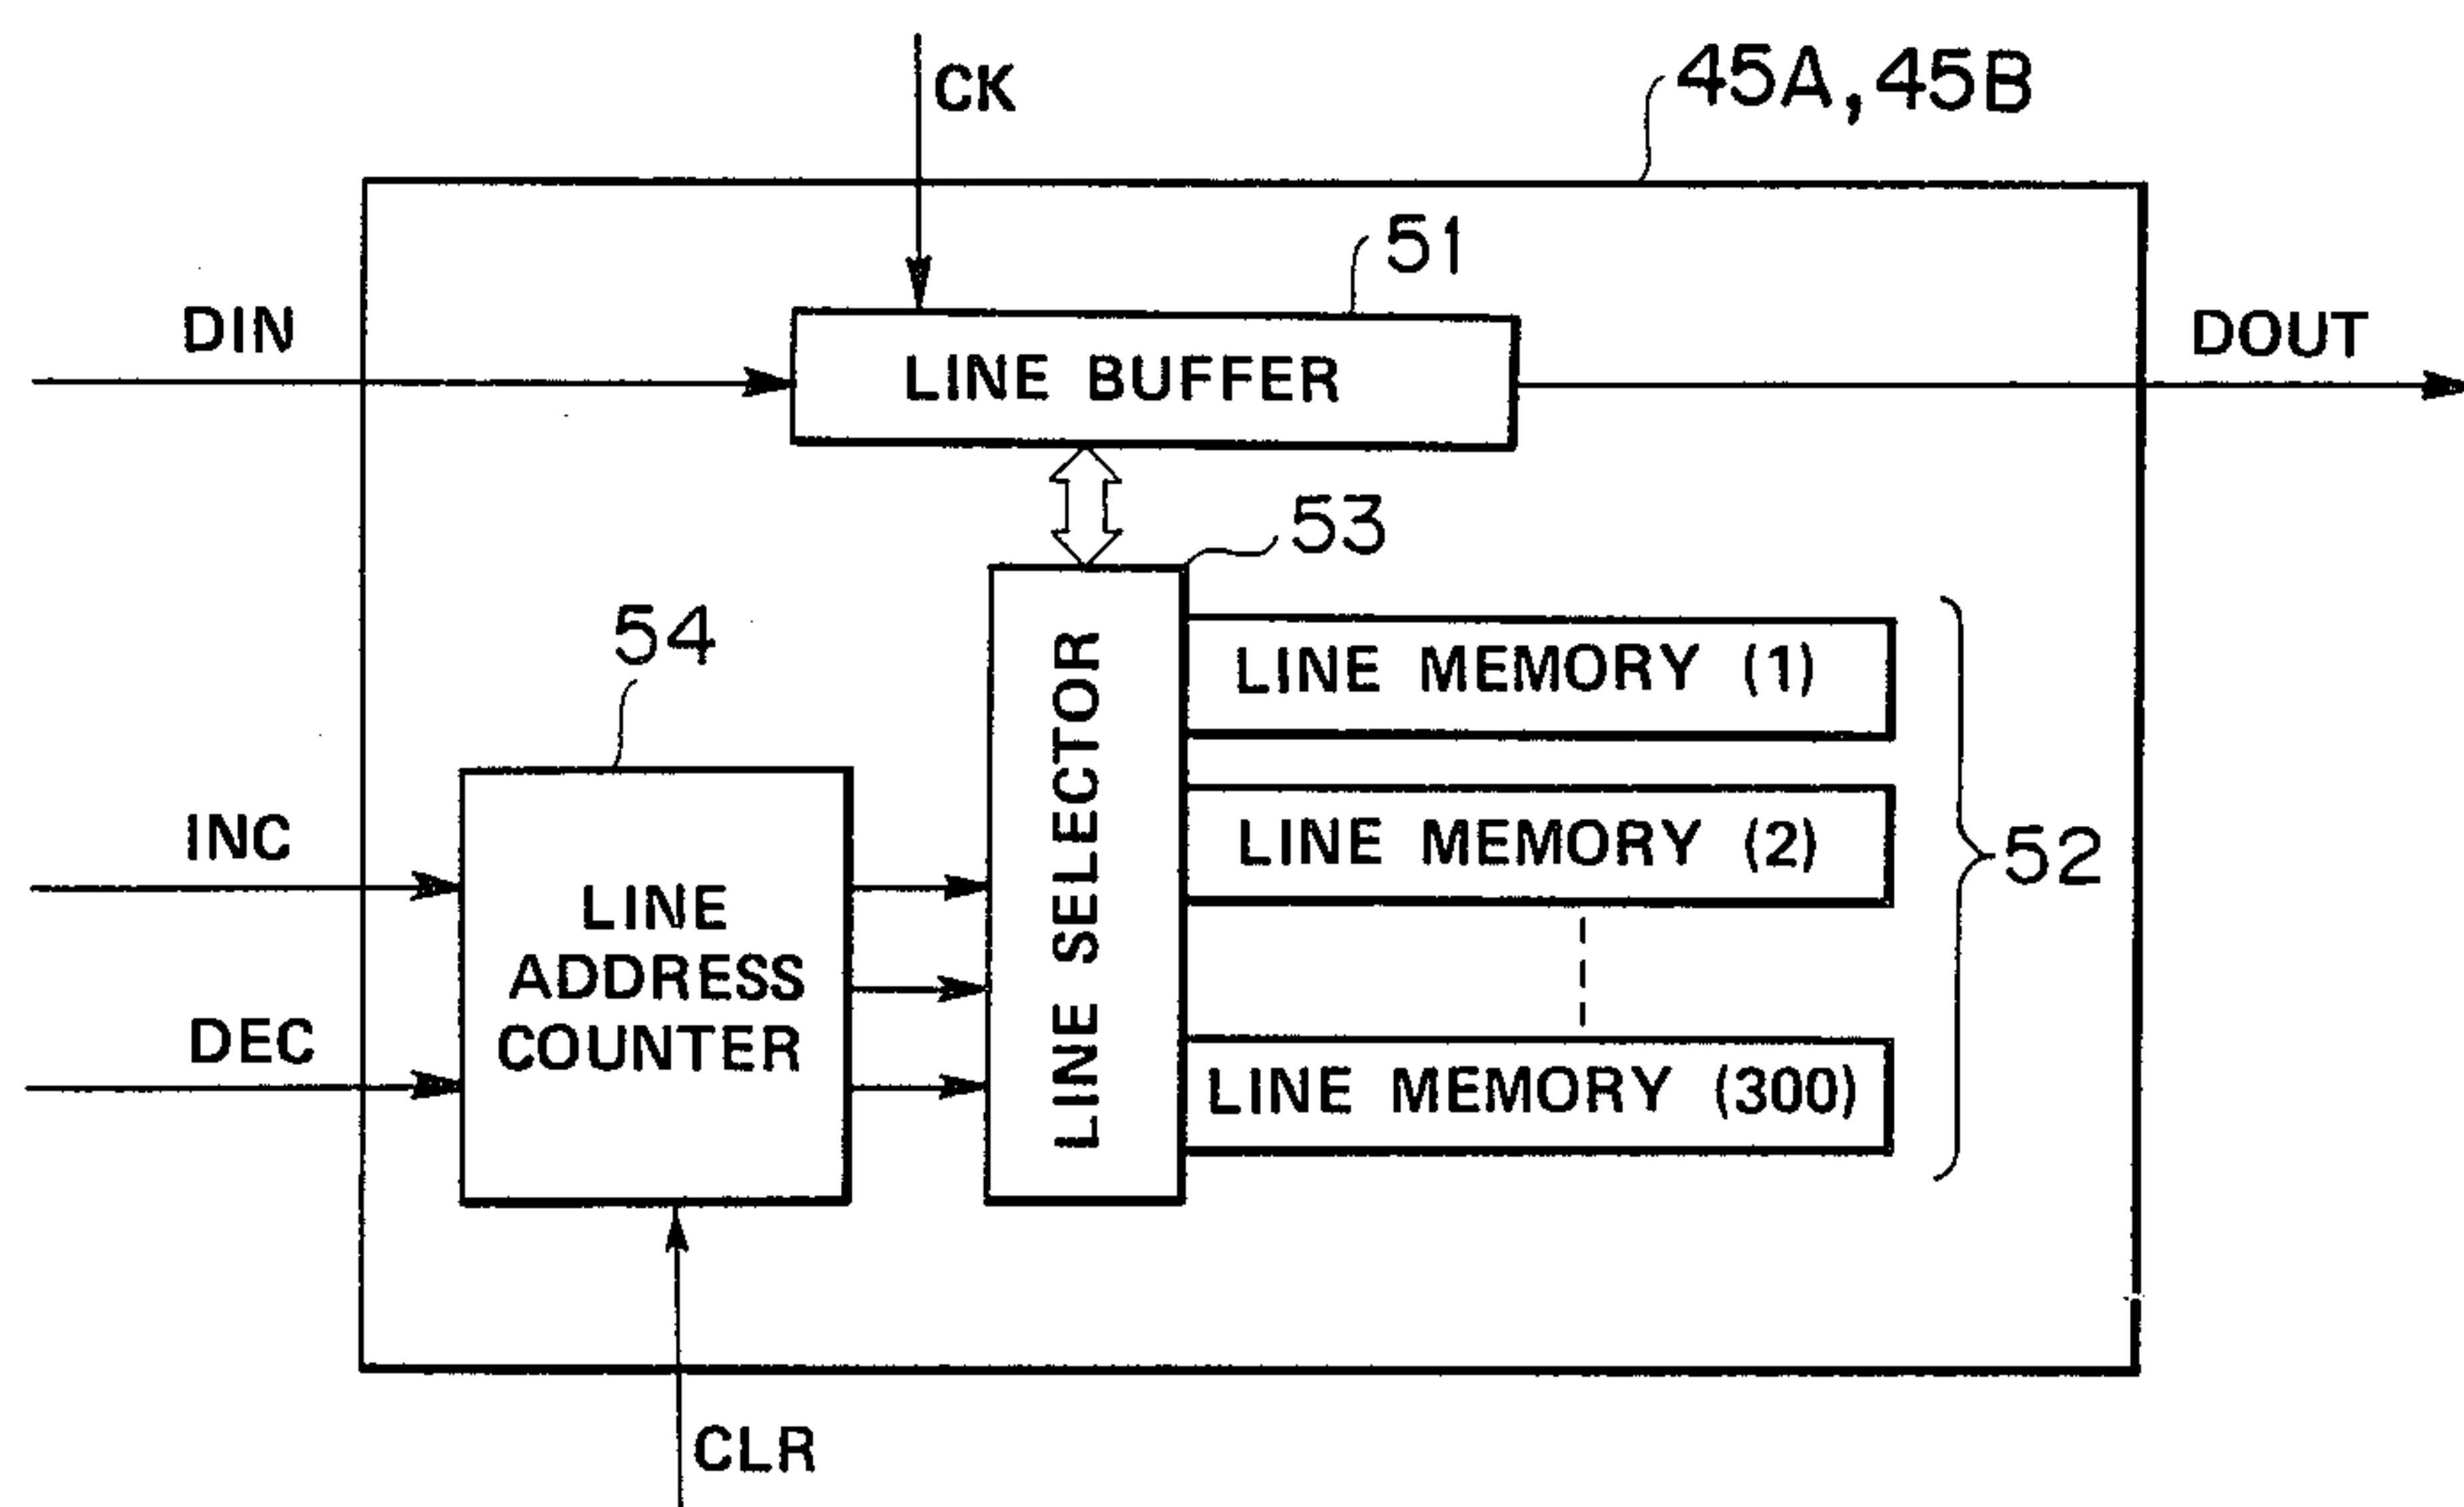 CK
45A, 45B
51
DIN
LINE BUFFER
DOUT
53
54
LINE SELECTOR
LINE MEMORY (1)
LINE MEMORY (2)
LINE MEMORY (300)
52
INC
DEC
LINE
ADDRESS
COUNTER
CLR